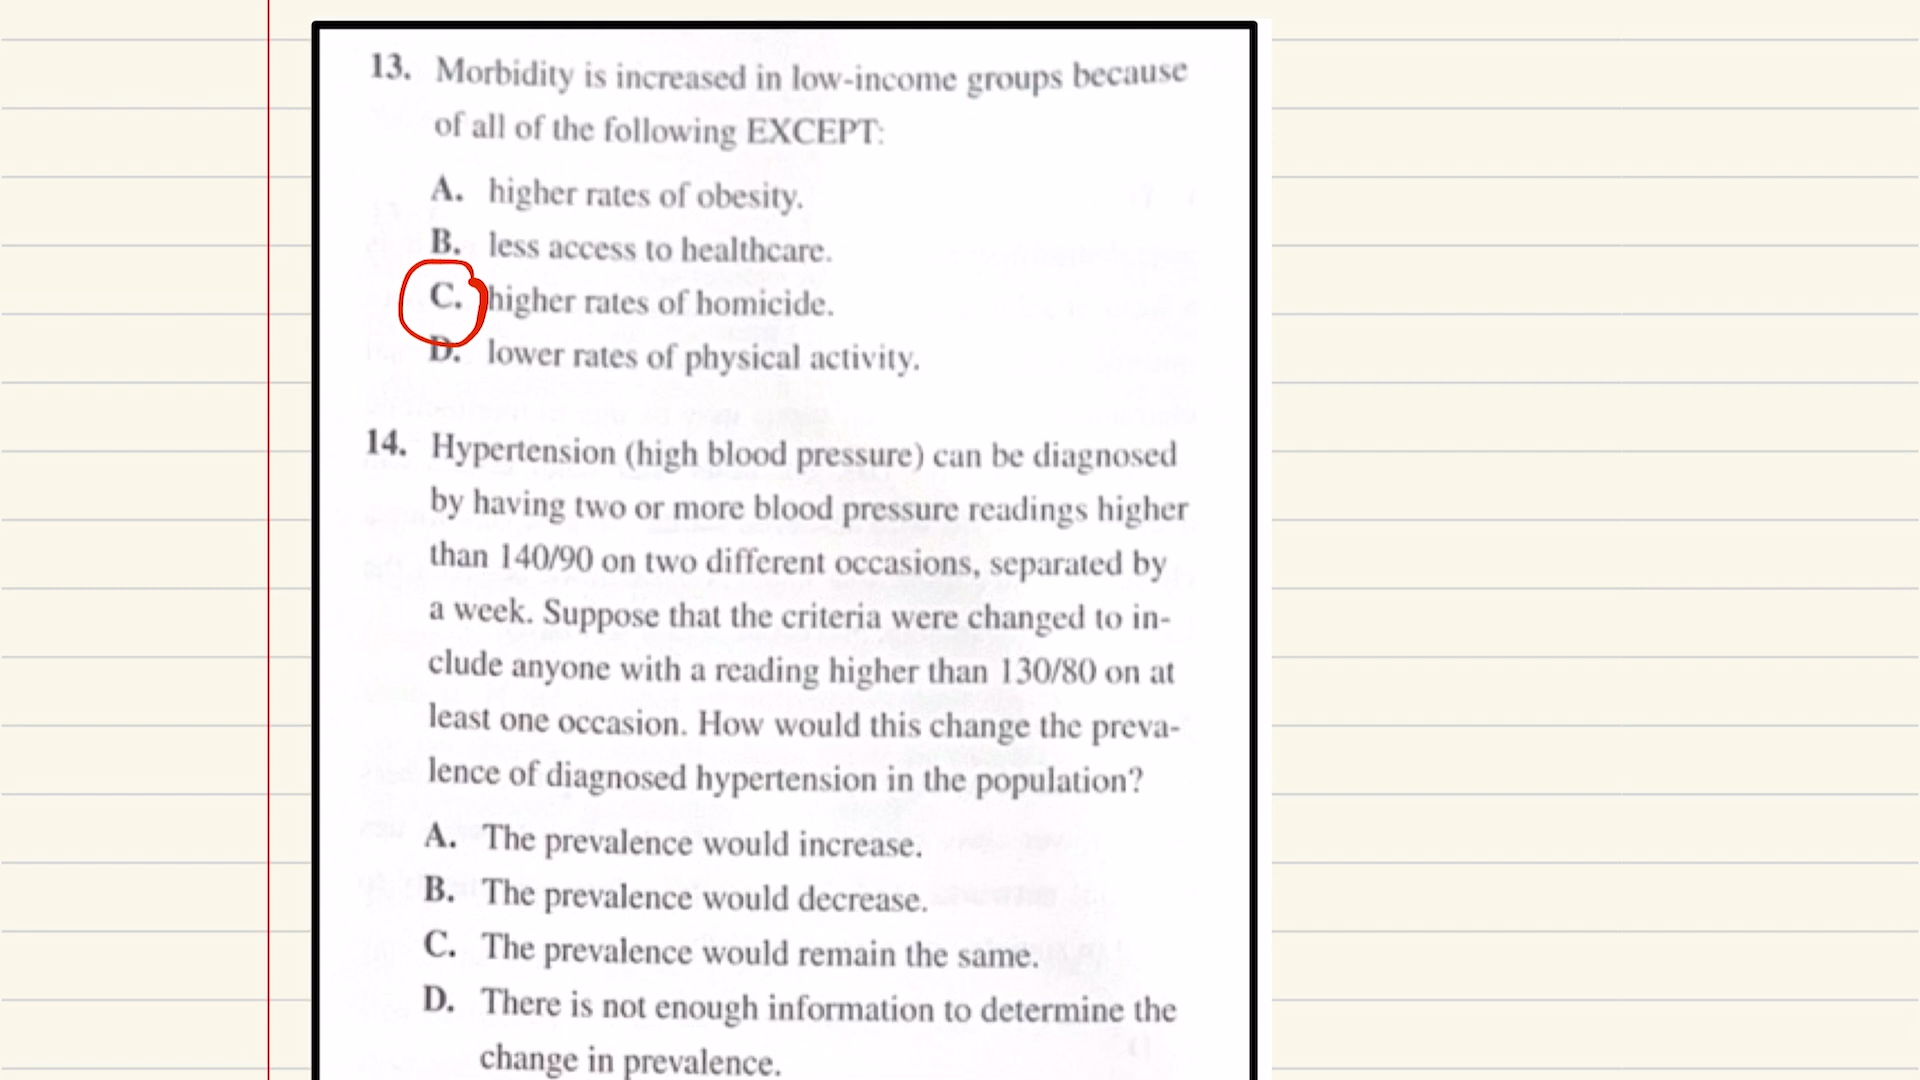 13. Morbidity is increased in low-income groups because
of all of the following EXCEPT:
A. higher rates of obesity.
B. less access to healthcare.
C. higher rates of homicide.
D. lower rates of physical activity.
14. Hypertension (high blood pressure) can be diagnosed
by having two or more blood pressure readings higher
than 140/90 on two different occasions, separated by
a week. Suppose that the criteria were changed to in-
clude anyone with a reading higher than 130/80 on at
least one occasion. How would this change the preva-
lence of diagnosed hypertension in the population?
A. The prevalence would increase.
B. The prevalence would decrease.
C. The prevalence would remain the same.
D. There is not enough information to determine the
change in prevalence.